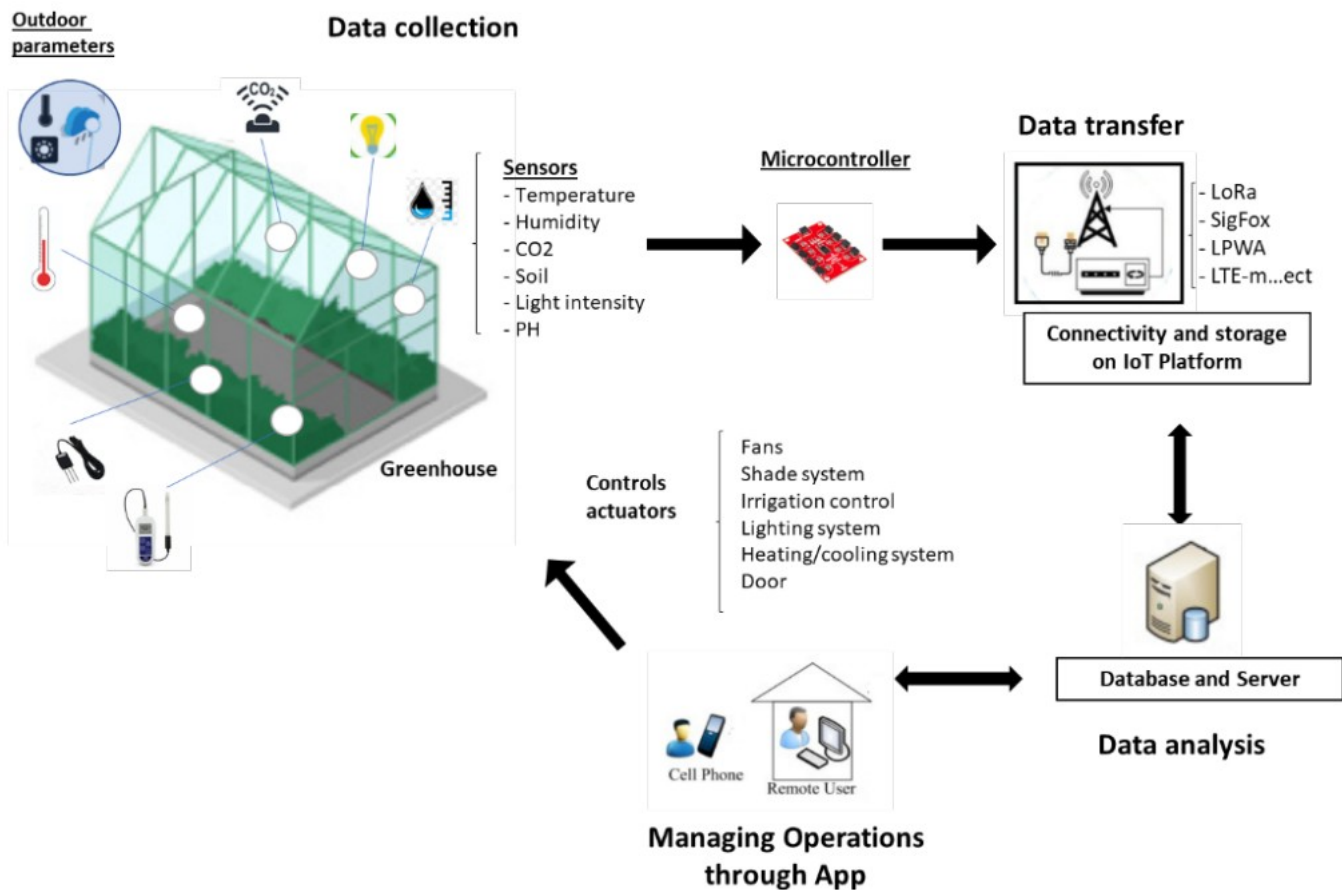 Outdoor
parameters
Data collection
CO₂
Sensors
- Temperature
- Humidity
- CO2
- Soil
- Light intensity
- PH
Greenhouse
Microcontroller
Data transfer
- LoRa
- SigFox
- LPWA
- LTE-m...ect
Connectivity and storage
on IoT Platform
Controls
actuators
Fans
Shade system
Irrigation control
Lighting system
Heating/cooling system
Door
Database and Server
Data analysis
Cell Phone
Remote User
Managing Operations
through App